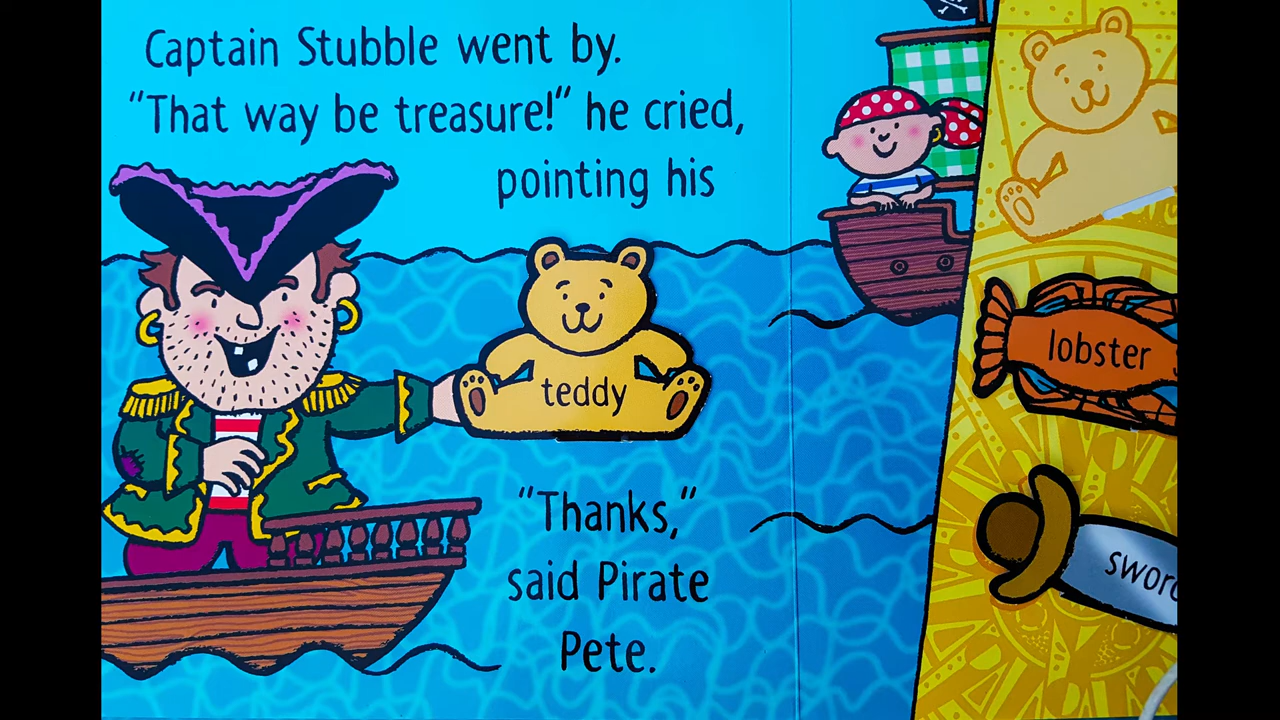 Captain Stubble went by.
“That way be treasure!“ he cried,
pointing his
teddy
“Thanks,“
said Pirate
Pete.
lobster